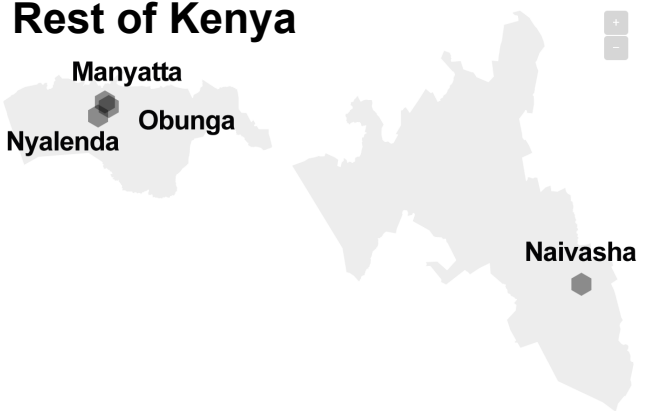 Rest of Kenya
+
−
Manyatta
Obunga
Nyalenda
Naivasha